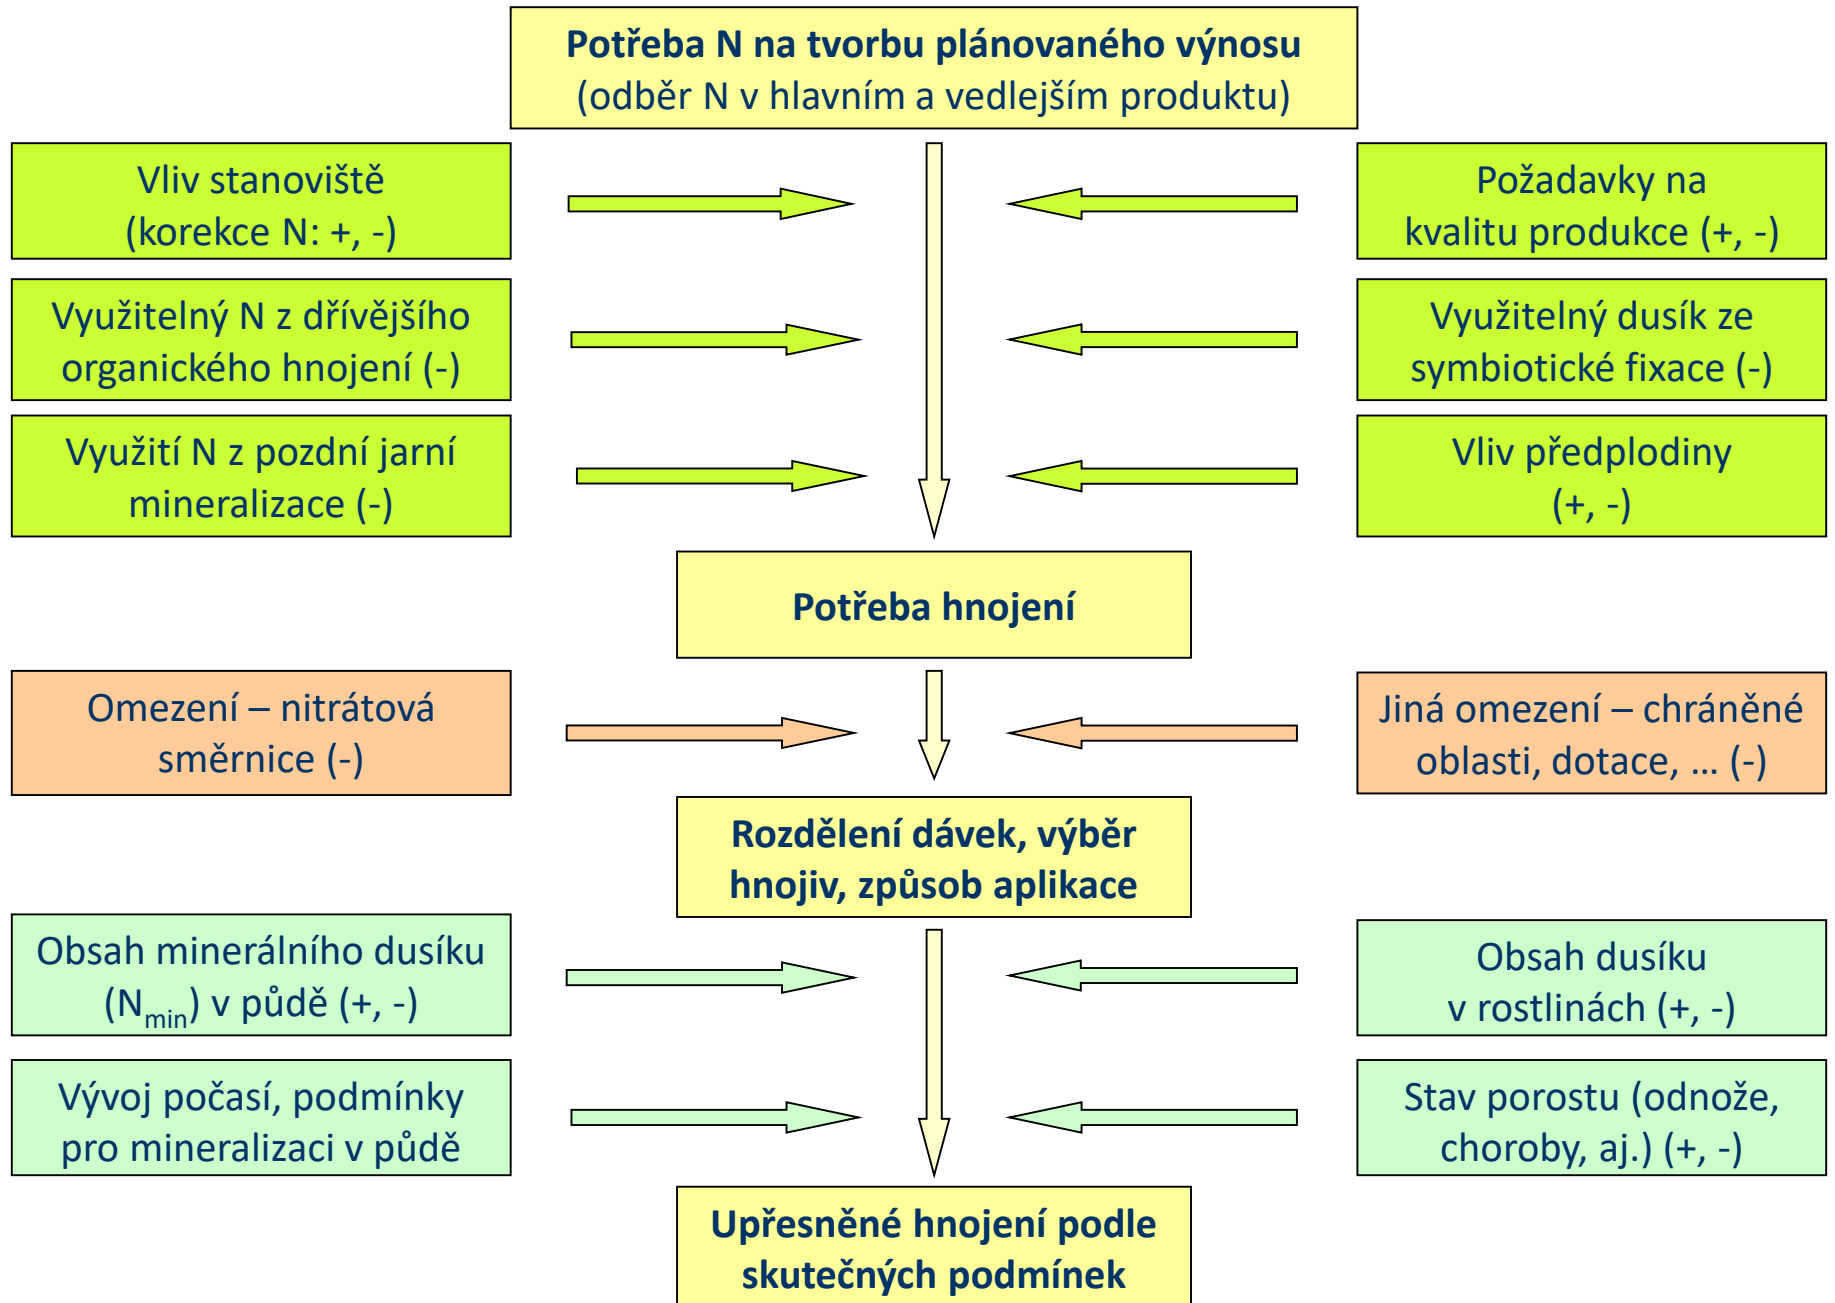 Potřeba N na tvorbu plánovaného výnosu
(odběr N v hlavním a vedlejším produktu)
Vliv stanoviště
(korekce N: +, -)
Požadavky na
kvalitu produkce (+, -)
Využitelný N z dřívějšího
organického hnojení (-)
Využitelný dusík ze
symbiotické fixace (-)
Využití N z pozdní jarní
mineralizace (-)
Vliv předplodiny
(+, -)
Potřeba hnojení
Omezení – nitrátová
směrnice (-)
Jiná omezení – chráněné
oblasti, dotace, ... (-)
Rozdělení dávek, výběr
hnojiv, způsob aplikace
Obsah minerálního dusíku
(Nmin) v půdě (+, -)
Obsah dusíku
v rostlinách (+, -)
Vývoj počasí, podmínky
pro mineralizaci v půdě
Stav porostu (odnože,
choroby, aj.) (+, -)
Upřesněné hnojení podle
skutečných podmínek